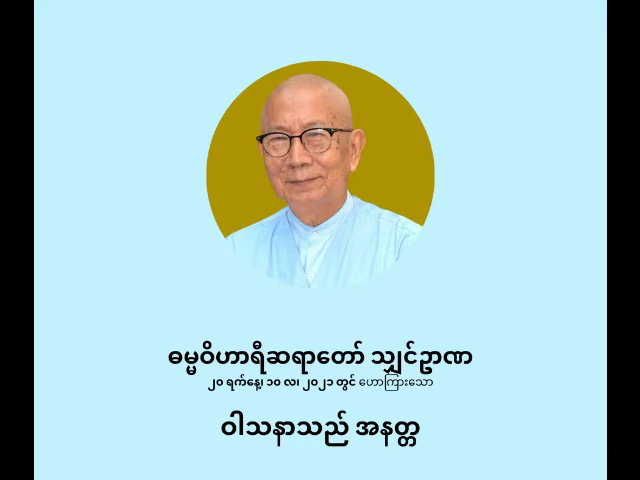 ဓမ္မဝိဟာရီဆရာတော် သျှင်ဥာဏ
၂၀ ရက်နေ့၊ ၁၀ လ၊ ၂၀၂၁ တွင် ဟောကြားသော
ဝါသနာသည် အနတ္တ